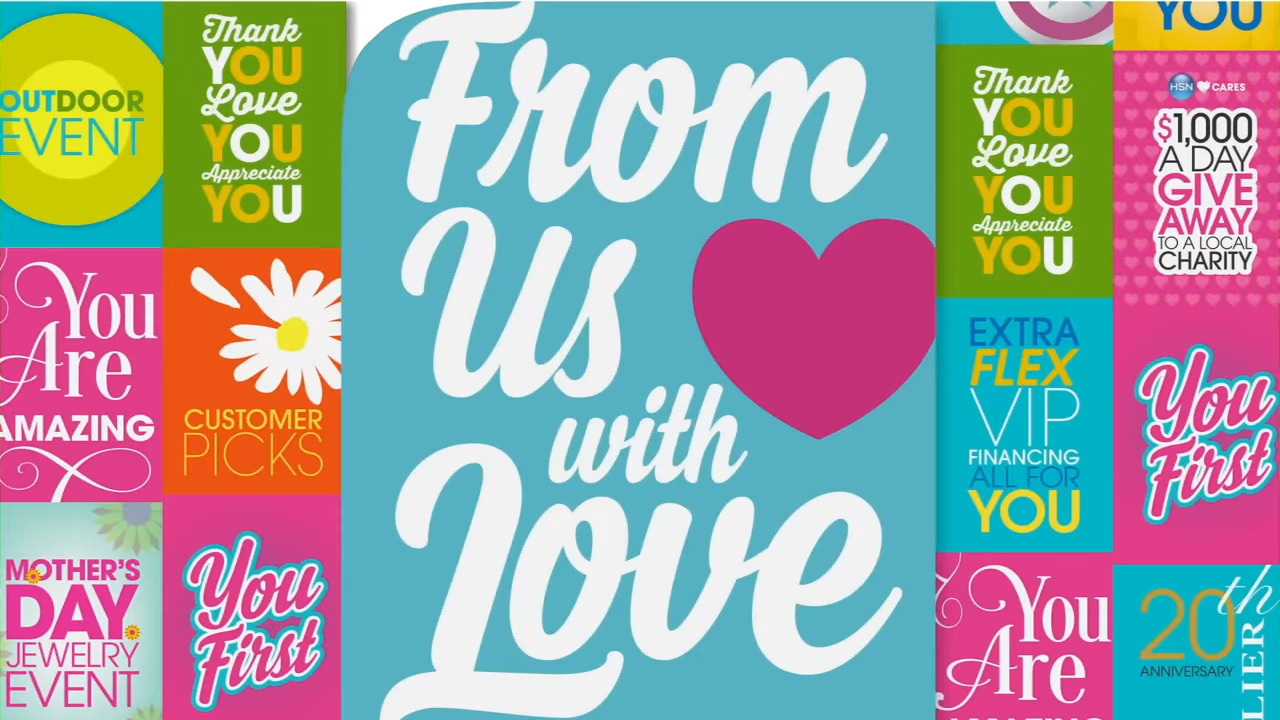 OUTDOOR
EVENT
Thank
YOU
Love
YOU
Appreciate
YOU
You
Are
AMAZING
CUSTOMER
PICKS
MOTHER'S
DAY
JEWELRY
EVENT
You
First
From
Us
with
Love
Thank
YOU
Love
YOU
Appreciate
YOU
EXTRA
FLEX
VIP
FINANCING
ALL FOR
YOU
You
Are
YOU
HSN CARES
$1,000
A DAY
GIVE
AWAY
TO A LOCAL
CHARITY
You
First
20th
ANNIVERSARY